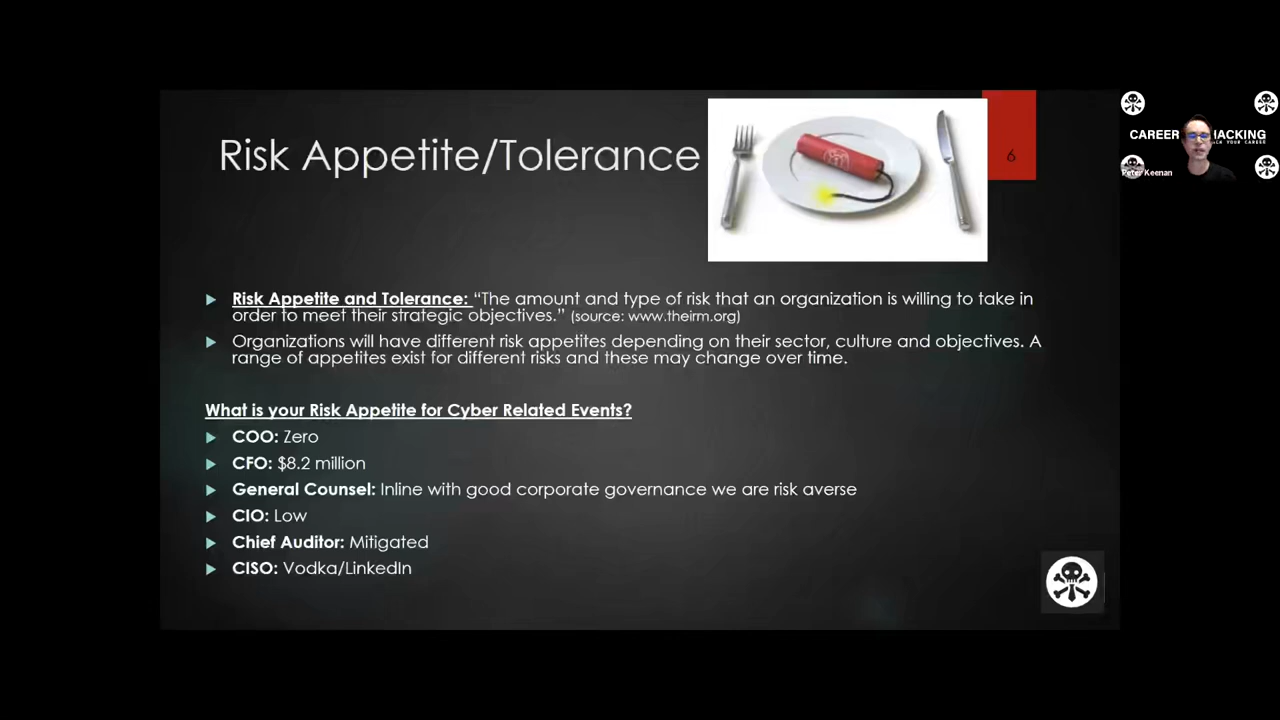 Risk Appetite/Tolerance
6
CAREER HACKING
Peter Keenan
Risk Appetite and Tolerance: “The amount and type of risk that an organization is willing to take in
order to meet their strategic objectives.” (source: www.theirm.org)
Organizations will have different risk appetites depending on their sector, culture and objectives. A
range of appetites exist for different risks and these may change over time.
What is your Risk Appetite for Cyber Related Events?
COO: Zero
CFO: $8.2 million
General Counsel: Inline with good corporate governance we are risk averse
CIO: Low
Chief Auditor: Mitigated
CISO: Vodka/LinkedIn